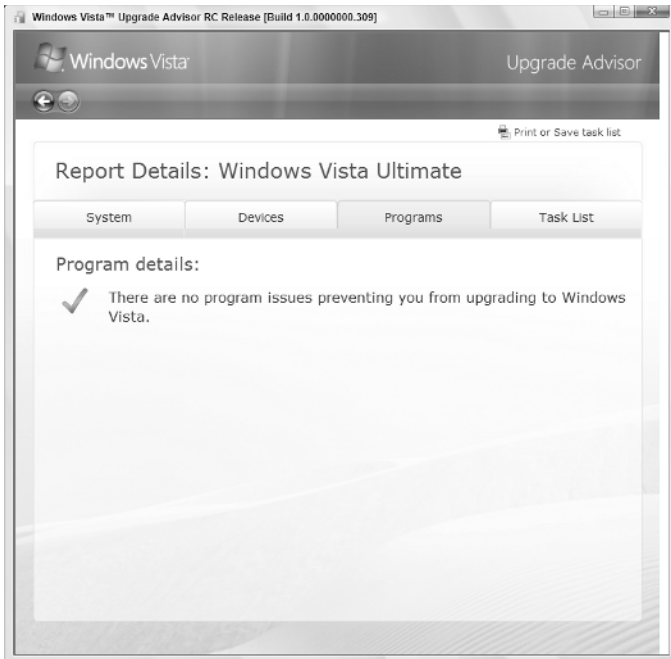 Windows Vista™ Upgrade Advisor RC Release [Build 1.0.0000000.309]
Windows Vista™
Upgrade Advisor
Print or Save task list
Report Details: Windows Vista Ultimate
System
Devices
Programs
Task List
Program details:
There are no program issues preventing you from upgrading to Windows
Vista.